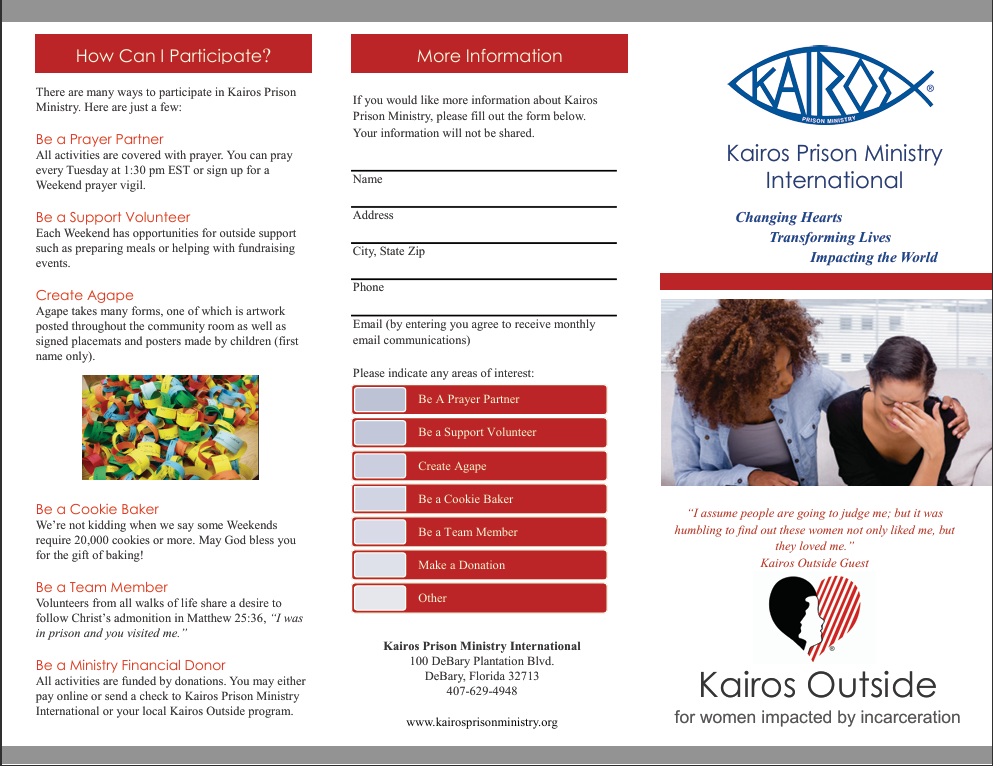 How Can I Participate?
There are many ways to participate in Kairos Prison
Ministry. Here are just a few:
Be a Prayer Partner
All activities are covered with prayer. You can pray
every Tuesday at 1:30 pm EST or sign up for a
Weekend prayer vigil.
Be a Support Volunteer
Each Weekend has opportunities for outside support
such as preparing meals or helping with fundraising
events.
Create Agape
Agape takes many forms, one of which is artwork
posted throughout the community room as well as
signed placemats and posters made by children (first
name only).
Be a Cookie Baker
We’re not kidding when we say some Weekends
require 20,000 cookies or more. May God bless you
for the gift of baking!
Be a Team Member
Volunteers from all walks of life share a desire to
follow Christ’s admonition in Matthew 25:36, “I was
in prison and you visited me.”
Be a Ministry Financial Donor
All activities are funded by donations. You may either
pay online or send a check to Kairos Prison Ministry
International or your local Kairos Outside program.
More Information
If you would like more information about Kairos
Prison Ministry, please fill out the form below.
Your information will not be shared.
Name
Address
City, State Zip
Phone
Email (by entering you agree to receive monthly
email communications)
Please indicate any areas of interest:
Be A Prayer Partner
Be a Support Volunteer
Create Agape
Be a Cookie Baker
Be a Team Member
Make a Donation
Other
Kairos Prison Ministry International
100 DeBary Plantation Blvd.
DeBary, Florida 32713
407-629-4948
www.kairosprisonministry.org
KAIROS®
PRISON MINISTRY
Kairos Prison Ministry
International
Changing Hearts
Transforming Lives
Impacting the World
“I assume people are going to judge me; but it was
humbling to find out these women not only liked me, but
they loved me.”
Kairos Outside Guest
®
Kairos Outside
for women impacted by incarceration